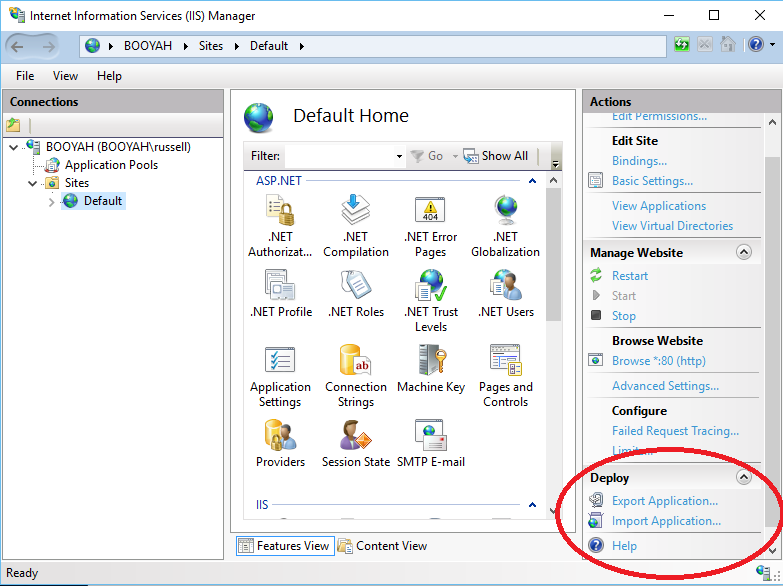 Internet Information Services (IIS) Manager
BOOYAH Sites Default
File View Help
Connections
BOOYAH (BOOYAH\russell)
Application Pools
Sites
Default
Default Home
Filter: Go Show All
ASP.NET
.NET Authorizat...
.NET Compilation
404
.NET Error Pages
.NET Globalization
.NET Profile
.NET Roles
.NET Trust Levels
.NET Users
Application Settings
ab
Connection Strings
Machine Key
Pages and Controls
Providers
Session State
SMTP E-mail
IIS
Features View Content View
Actions
Edit Permissions...
Edit Site
Bindings...
Basic Settings...
View Applications
View Virtual Directories
Manage Website
Restart
Start
Stop
Browse Website
Browse *:80 (http)
Advanced Settings...
Configure
Failed Request Tracing...
Limits...
Deploy
Export Application...
Import Application...
Help
Ready